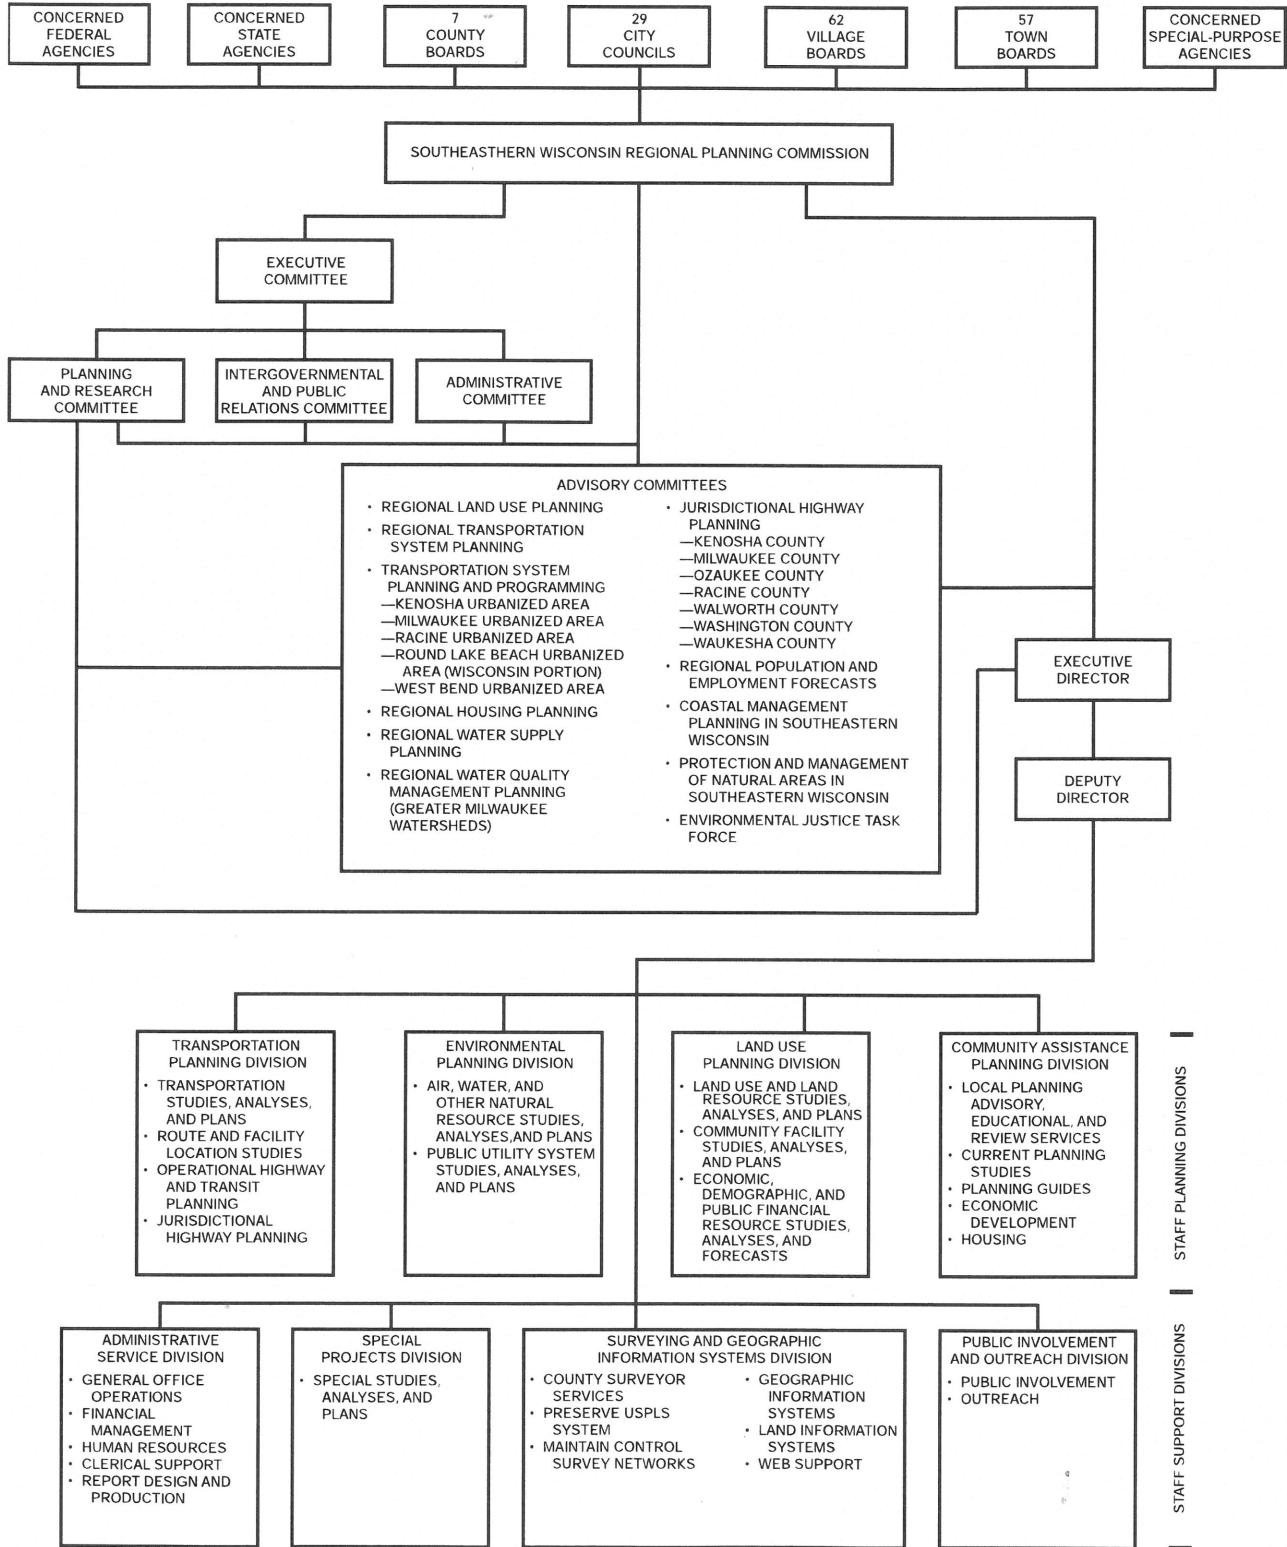 CONCERNED
FEDERAL
AGENCIES
CONCERNED
STATE
AGENCIES
7
COUNTY
BOARDS
29
CITY
COUNCILS
62
VILLAGE
BOARDS
57
TOWN
BOARDS
CONCERNED
SPECIAL-PURPOSE
AGENCIES
SOUTHEASTHERN WISCONSIN REGIONAL PLANNING COMMISSION
EXECUTIVE
COMMITTEE
PLANNING
AND RESEARCH
COMMITTEE
INTERGOVERNMENTAL
AND PUBLIC
RELATIONS COMMITTEE
ADMINISTRATIVE
COMMITTEE
ADVISORY COMMITTEES
• REGIONAL LAND USE PLANNING
• REGIONAL TRANSPORTATION
SYSTEM PLANNING
• TRANSPORTATION SYSTEM
PLANNING AND PROGRAMMING
—KENOSHA URBANIZED AREA
—MILWAUKEE URBANIZED AREA
—RACINE URBANIZED AREA
—ROUND LAKE BEACH URBANIZED
AREA (WISCONSIN PORTION)
—WEST BEND URBANIZED AREA
• REGIONAL HOUSING PLANNING
• REGIONAL WATER SUPPLY
PLANNING
• REGIONAL WATER QUALITY
MANAGEMENT PLANNING
(GREATER MILWAUKEE
WATERSHEDS)
• JURISDICTIONAL HIGHWAY
PLANNING
—KENOSHA COUNTY
—MILWAUKEE COUNTY
—OZAUKEE COUNTY
—RACINE COUNTY
—WALWORTH COUNTY
—WASHINGTON COUNTY
—WAUKESHA COUNTY
• REGIONAL POPULATION AND
EMPLOYMENT FORECASTS
• COASTAL MANAGEMENT
PLANNING IN SOUTHEASTERN
WISCONSIN
• PROTECTION AND MANAGEMENT
OF NATURAL AREAS IN
SOUTHEASTERN WISCONSIN
• ENVIRONMENTAL JUSTICE TASK
FORCE
EXECUTIVE
DIRECTOR
DEPUTY
DIRECTOR
TRANSPORTATION
PLANNING DIVISION
• TRANSPORTATION
STUDIES, ANALYSES,
AND PLANS
• ROUTE AND FACILITY
LOCATION STUDIES
• OPERATIONAL HIGHWAY
AND TRANSIT
PLANNING
• JURISDICTIONAL
HIGHWAY PLANNING
ENVIRONMENTAL
PLANNING DIVISION
• AIR, WATER, AND
OTHER NATURAL
RESOURCE STUDIES,
ANALYSES,AND PLANS
• PUBLIC UTILITY SYSTEM
STUDIES, ANALYSES,
AND PLANS
LAND USE
PLANNING DIVISION
• LAND USE AND LAND
RESOURCE STUDIES,
ANALYSES, AND PLANS
• COMMUNITY FACILITY
STUDIES, ANALYSES,
AND PLANS
• ECONOMIC,
DEMOGRAPHIC, AND
PUBLIC FINANCIAL
RESOURCE STUDIES,
ANALYSES, AND
FORECASTS
COMMUNITY ASSISTANCE
PLANNING DIVISION
• LOCAL PLANNING
ADVISORY,
EDUCATIONAL, AND
REVIEW SERVICES
• CURRENT PLANNING
STUDIES
• PLANNING GUIDES
• ECONOMIC
DEVELOPMENT
• HOUSING
STAFF PLANNING DIVISIONS
ADMINISTRATIVE
SERVICE DIVISION
• GENERAL OFFICE
OPERATIONS
• FINANCIAL
MANAGEMENT
• HUMAN RESOURCES
• CLERICAL SUPPORT
• REPORT DESIGN AND
PRODUCTION
SPECIAL
PROJECTS DIVISION
• SPECIAL STUDIES,
ANALYSES, AND
PLANS
SURVEYING AND GEOGRAPHIC
INFORMATION SYSTEMS DIVISION
• COUNTY SURVEYOR
SERVICES
• PRESERVE USPLS
SYSTEM
• MAINTAIN CONTROL
SURVEY NETWORKS
• GEOGRAPHIC
INFORMATION
SYSTEMS
• LAND INFORMATION
SYSTEMS
• WEB SUPPORT
PUBLIC INVOLVEMENT
AND OUTREACH DIVISION
• PUBLIC INVOLVEMENT
• OUTREACH
STAFF SUPPORT DIVISIONS